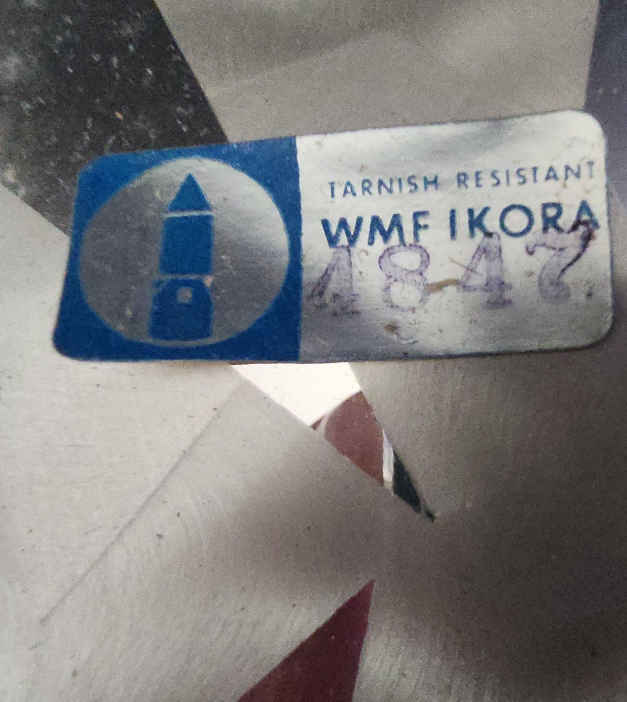 TARNISH RESISTANT
WMF IKORA
4847